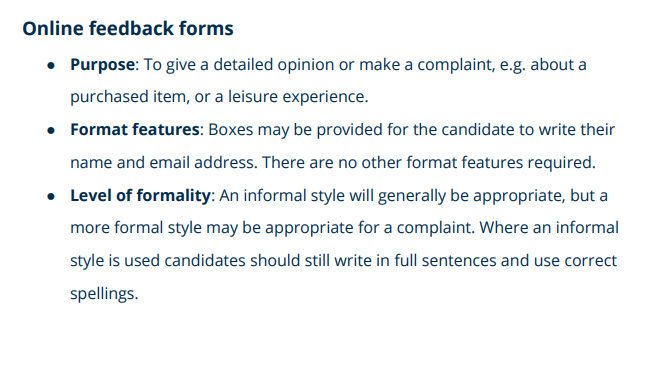 Online feedback forms
● Purpose: To give a detailed opinion or make a complaint, e.g. about a
purchased item, or a leisure experience.
● Format features: Boxes may be provided for the candidate to write their
name and email address. There are no other format features required.
● Level of formality: An informal style will generally be appropriate, but a
more formal style may be appropriate for a complaint. Where an informal
style is used candidates should still write in full sentences and use correct
spellings.